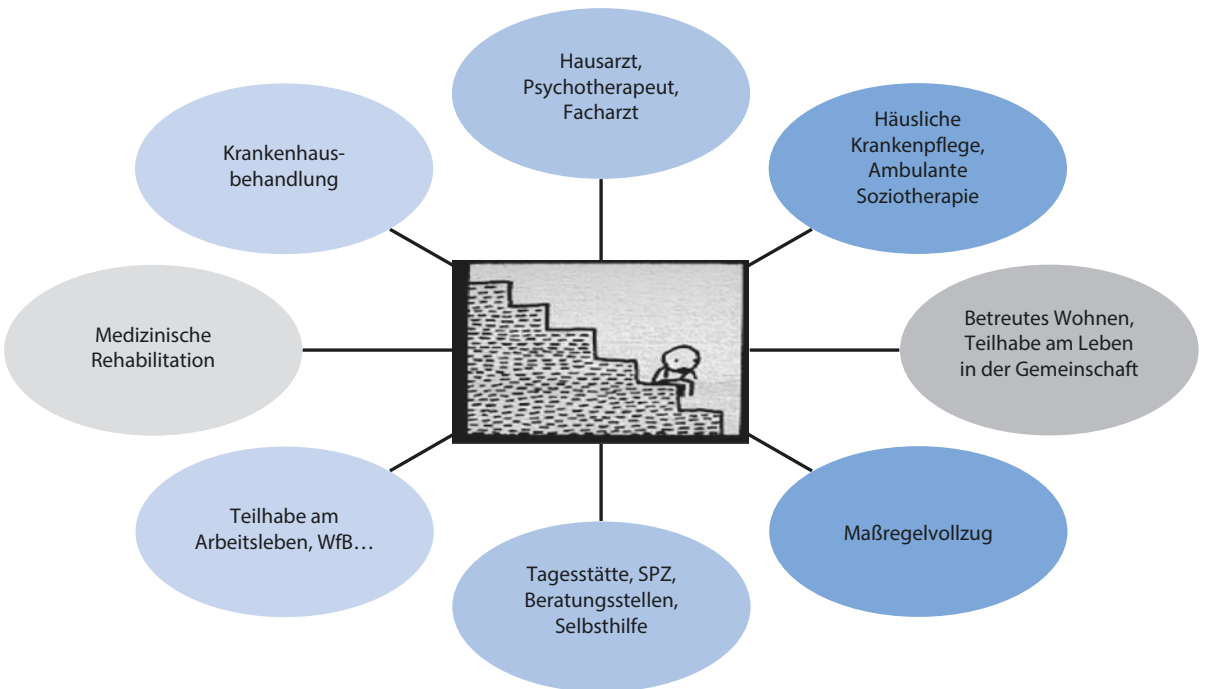 Hausarzt,
Psychotherapeut,
Facharzt
Krankenhaus-
behandlung
Häusliche
Krankenpflege,
Ambulante
Soziotherapie
Medizinische
Rehabilitation
Betreutes Wohnen,
Teilhabe am Leben
in der Gemeinschaft
Teilhabe am
Arbeitsleben, WfB…
Maßregelvollzug
Tagesstätte, SPZ,
Beratungsstellen,
Selbsthilfe